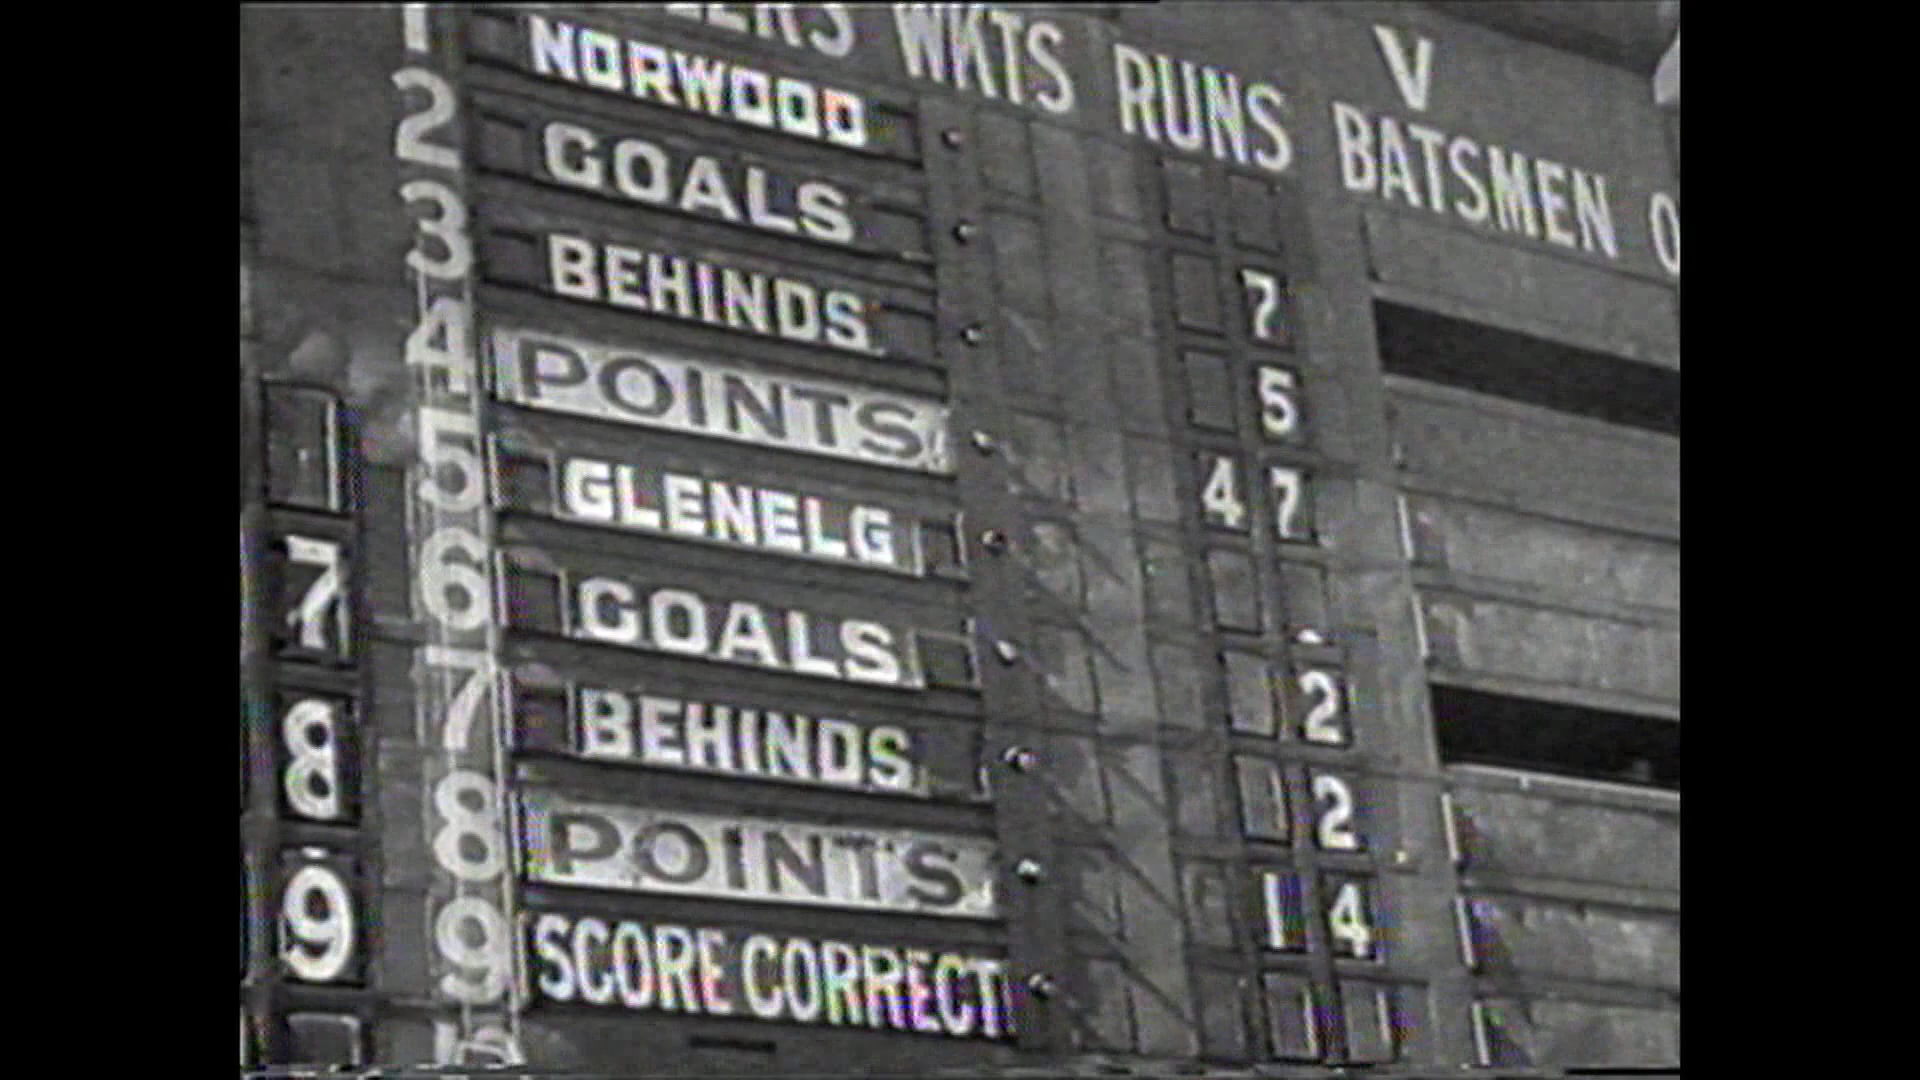 WKTS RUNS BATSMEN
V
1 NORWOOD
2 GOALS 7
3 BEHINDS 5
4 POINTS 47
5 GLENELG
6 GOALS 2
7 BEHINDS 2
8 POINTS 14
9 SCORE CORRECT
7
8
9